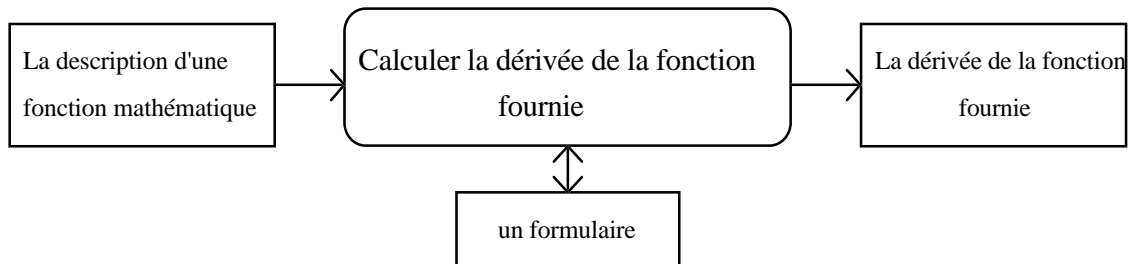 La description d'une
fonction mathématique
Calculer la dérivée de la fonction
fournie
La dérivée de la fonction
fournie
un formulaire